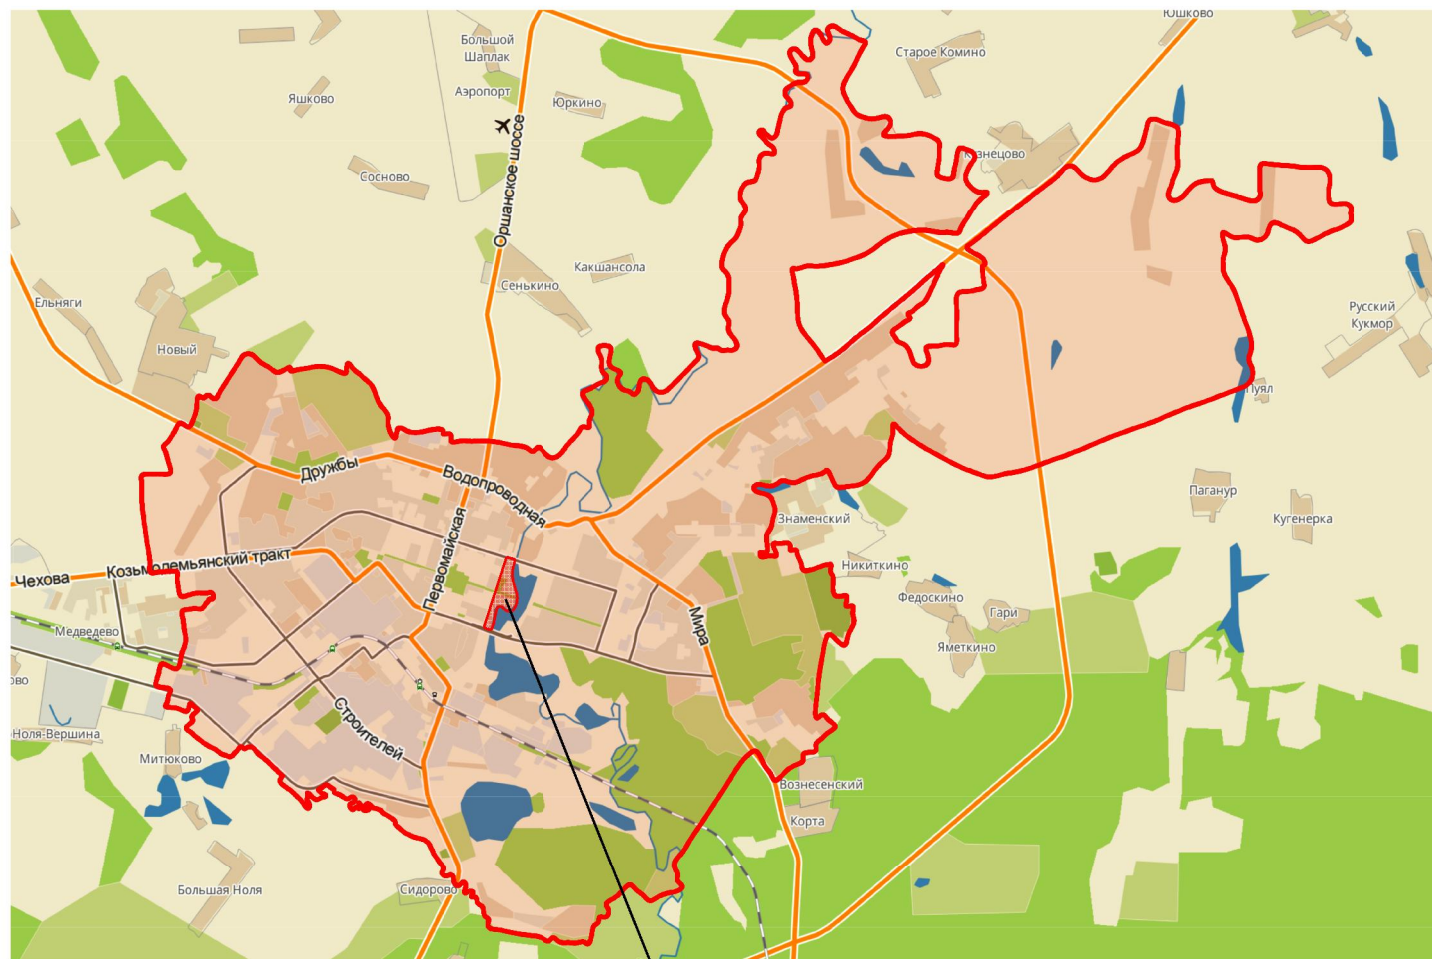 Юшково
Большой
Шаплак
Старое Комино
Аэропорт
Яшково
Юркино
Оршанское шоссе
знецово
Сосново
Какшансола
Сенькино
Ельняги
Русский
Кукмор
Новый
Пуял
Дружбы
Водопроводная
Паганур
Знаменский
Кугенерка
Первомайская
Козьмодемьянский тракт
Чехова
Никиткино
Федоскино
Гари
Медведево
Мира
Яметкино
ово
Строителей
Ноля-Вершина
Митюково
Вознесенский
Корта
Большая Ноля
Сидорово